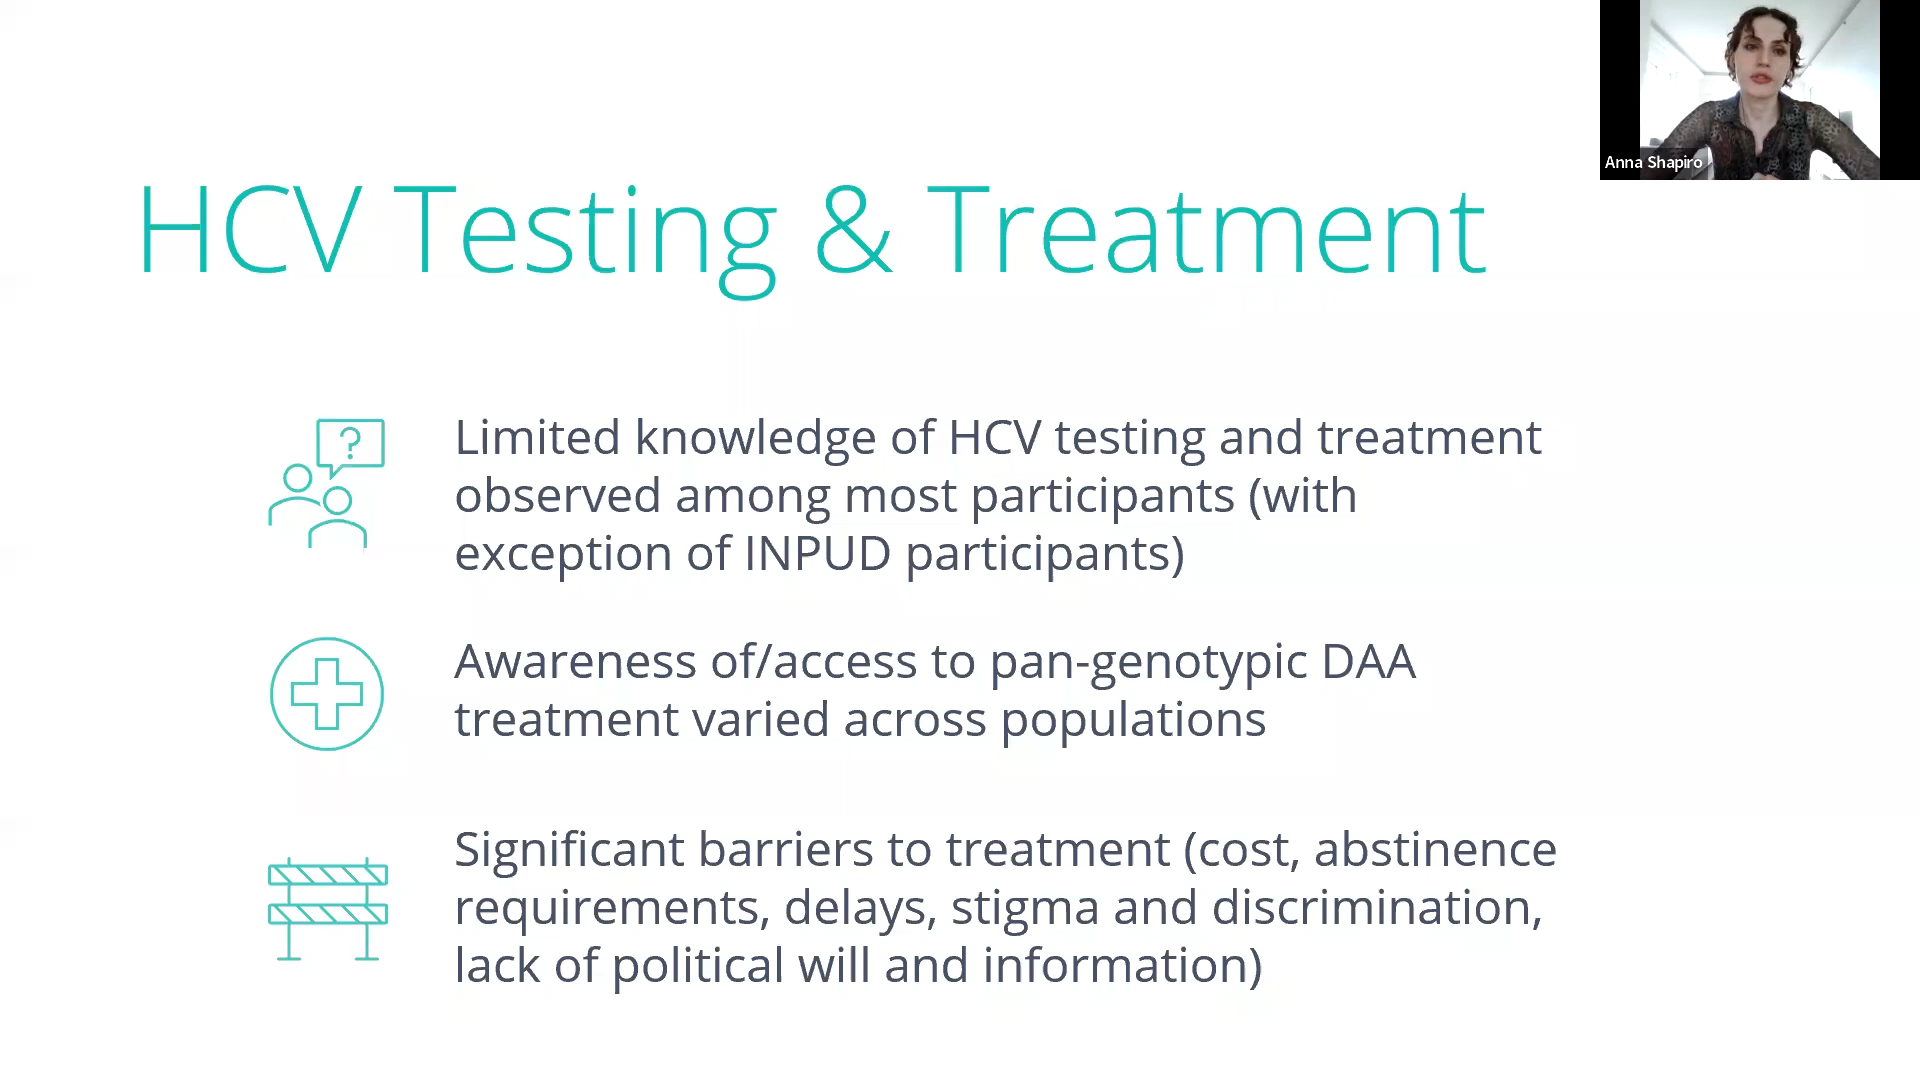 Anna Shapiro
HCV Testing & Treatment
?
Limited knowledge of HCV testing and treatment
observed among most participants (with
exception of INPUD participants)
Awareness of/access to pan-genotypic DAA
treatment varied across populations
Significant barriers to treatment (cost, abstinence
requirements, delays, stigma and discrimination,
lack of political will and information)